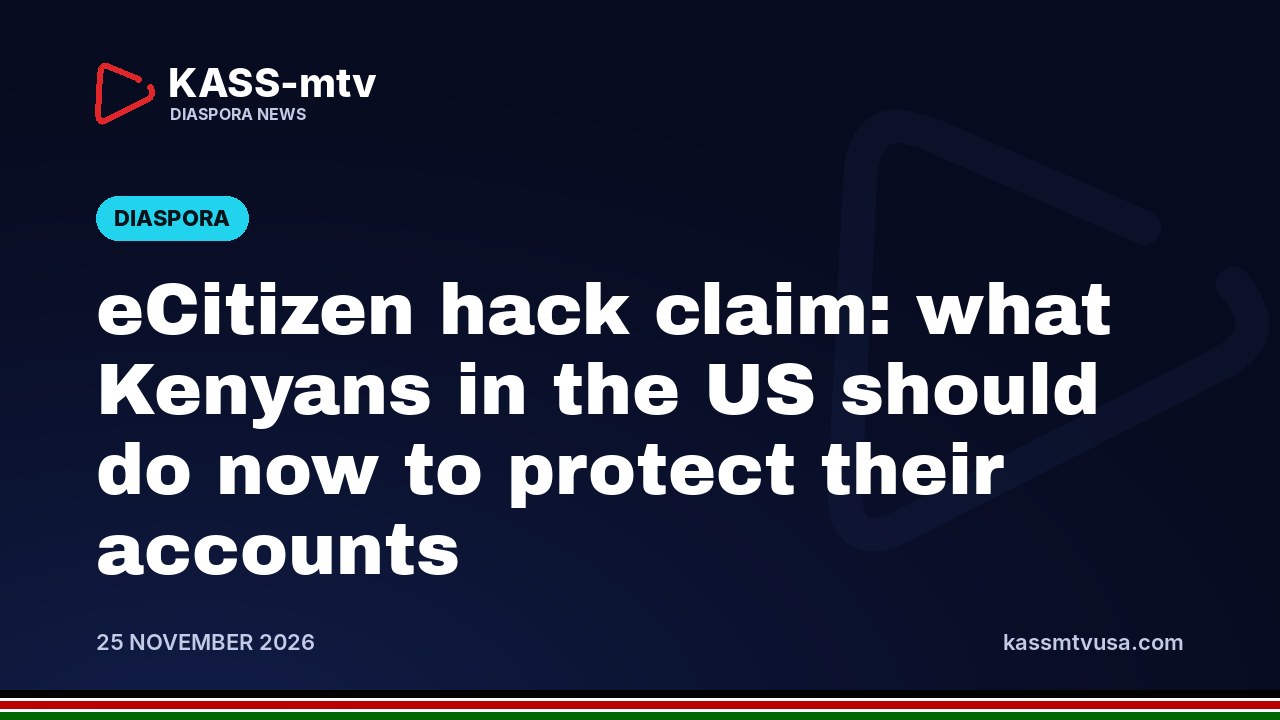 KASS-mtv
DIASPORA NEWS
DIASPORA
eCitizen hack claim: what
Kenyans in the US should
do now to protect their
accounts
25 NOVEMBER 2026
kassmtvusa.com